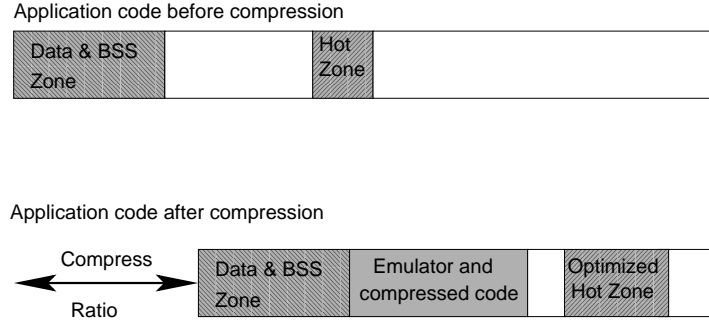 Application code before compression
Data & BSS
Zone
Hot
Zone
Application code after compression
Compress
Ratio
Data & BSS
Zone
Emulator and
compressed code
Optimized
Hot Zone